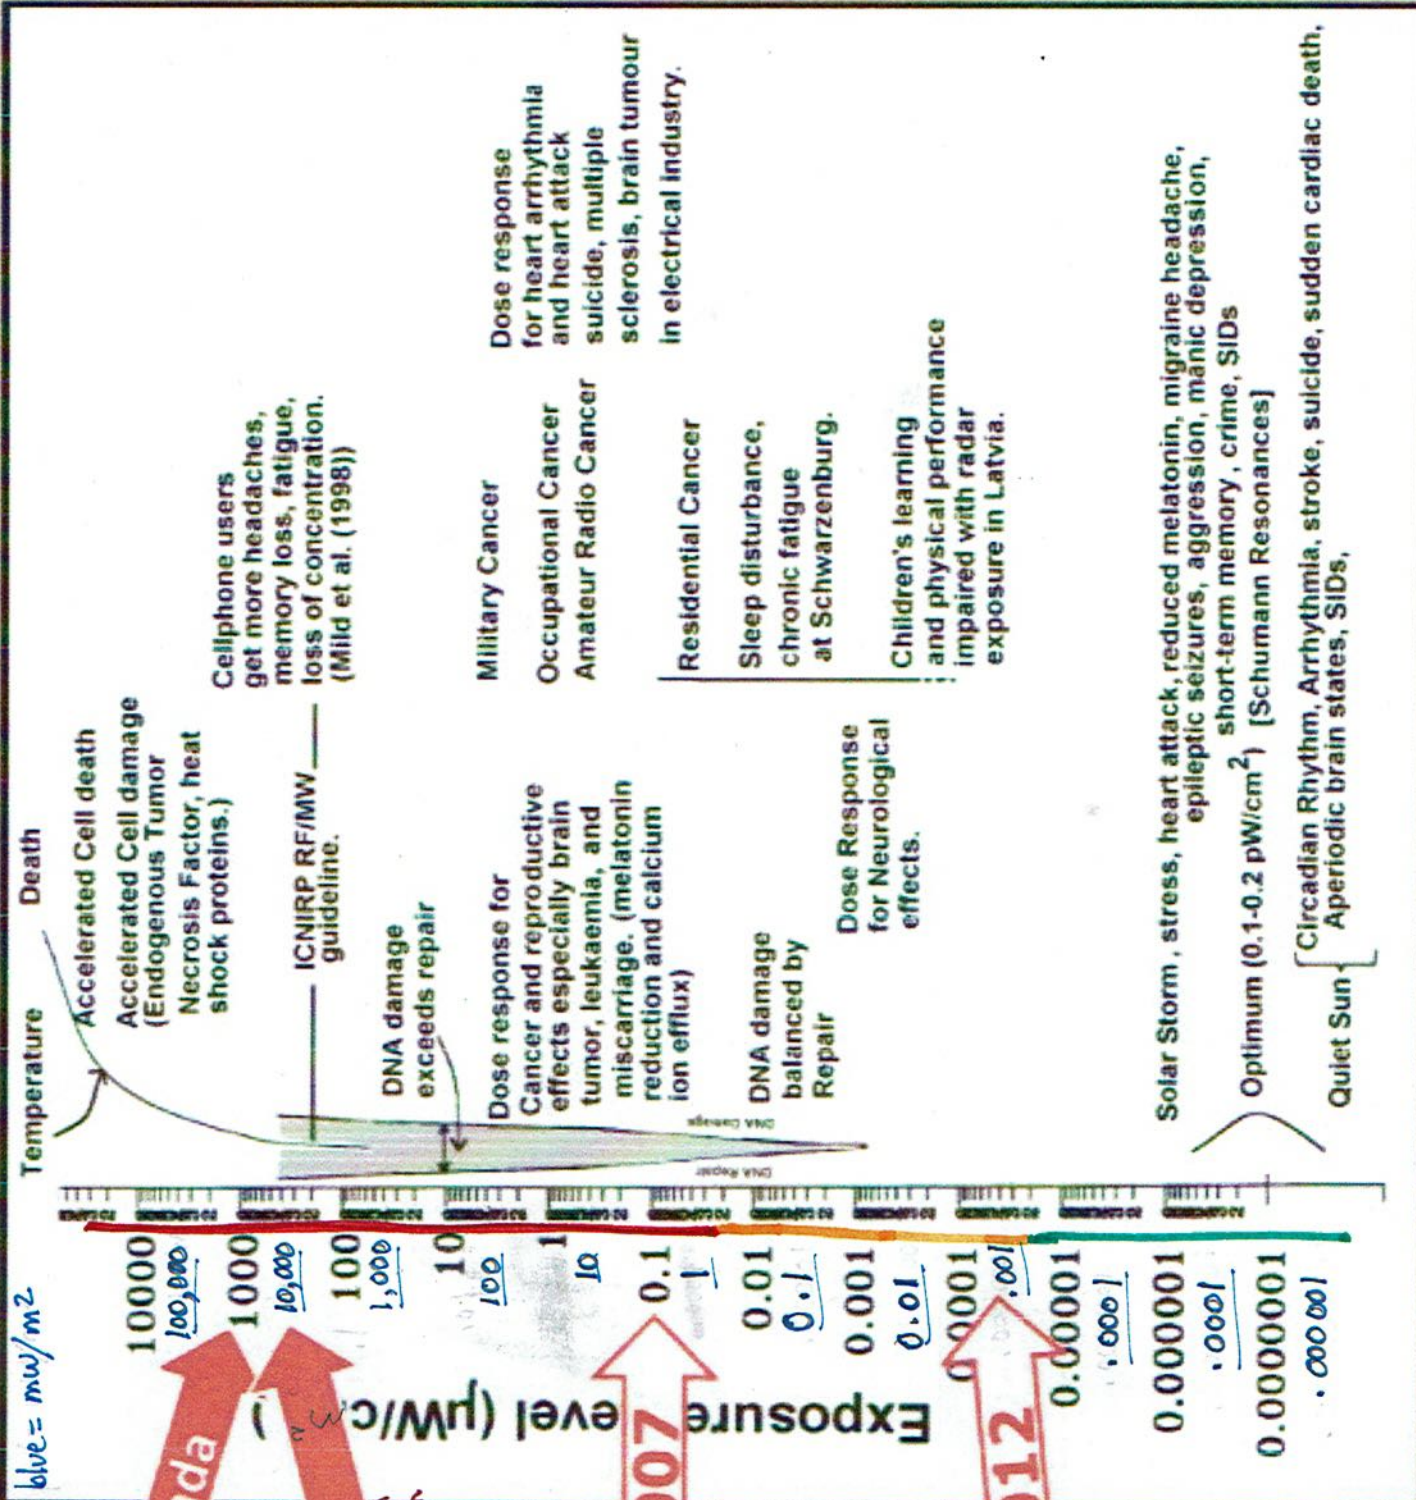 blue = mw/m2
Temperature
Death
Accelerated Cell death
Accelerated Cell damage
(Endogenous Tumor
Necrosis Factor, heat
shock proteins.)
Cellphone users
get more headaches,
memory loss, fatigue,
loss of concentration.
(Mild et al. (1998))
ICNIRP RF/MW
guideline.
DNA damage
exceeds repair
Dose response for
Cancer and reproductive
effects especially brain
tumor, leukaemia, and
miscarriage. (melatonin
reduction and calcium
ion efflux)
Military Cancer
Occupational Cancer
Amateur Radio Cancer
Dose response
for heart arrhythmia
and heart attack
suicide, multiple
sclerosis, brain tumour
in electrical industry.
Residential Cancer
Sleep disturbance,
chronic fatigue
at Schwarzenburg.
DNA Repair
DNA Damage
DNA damage
balanced by
Repair
Dose Response
for Neurological
effects.
Children's learning
and physical performance
impaired with radar
exposure in Latvia.
Solar Storm, stress, heart attack, reduced melatonin, migraine headache,
epileptic seizures, aggression, manic depression,
short-term memory, crime, SIDs
Optimum (0.1-0.2 pW/cm2) [Schumann Resonances]
Quiet Sun
Circadian Rhythm, Arrhythmia, stroke, suicide, sudden cardiac death,
Aperiodic brain states, SIDs,
10000
100,000
1000
10,000
100
1,000
10
100
1
10
0.1
1
0.01
0.1
0.001
0.01
0001
.001
0.00001
.0001
0.000001
.0001
0.0000001
.000001
Exposure
evel (µW/c
nda
007
012